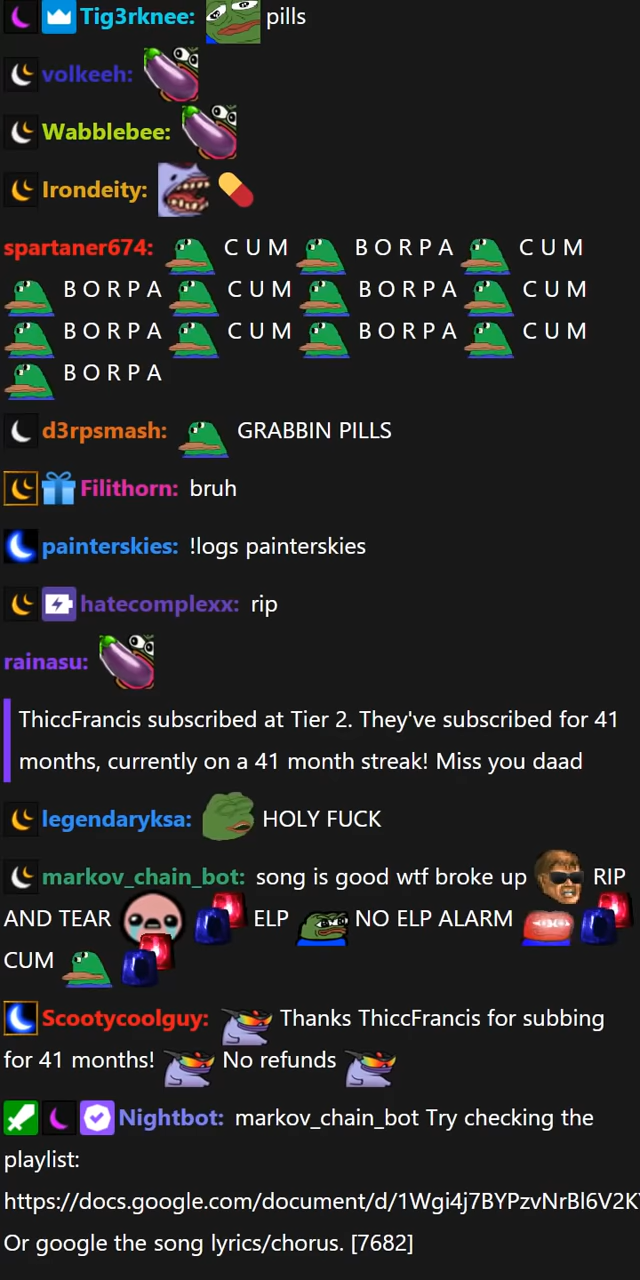 Tig3rknee: pills
volkeeh:
Wabblebee:
Irondeity:
spartaner674: C U M B O R P A C U M
B O R P A C U M B O R P A C U M
B O R P A C U M B O R P A C U M
B O R P A
d3rpsmash: GRABBIN PILLS
Filithorn: bruh
painterskies: !logs painterskies
hatecomplexx: rip
rainasu:
ThiccFrancis subscribed at Tier 2. They've subscribed for 41
months, currently on a 41 month streak! Miss you daad
legendaryksa: HOLY FUCK
markov_chain_bot: song is good wtf broke up RIP
AND TEAR ELP NO ELP ALARM
CUM
Scootycoolguy: Thanks ThiccFrancis for subbing
for 41 months! No refunds
Nightbot: markov_chain_bot Try checking the
playlist:
https://docs.google.com/document/d/1Wgi4j7BYPzvNrBl6V2K
Or google the song lyrics/chorus. [7682]